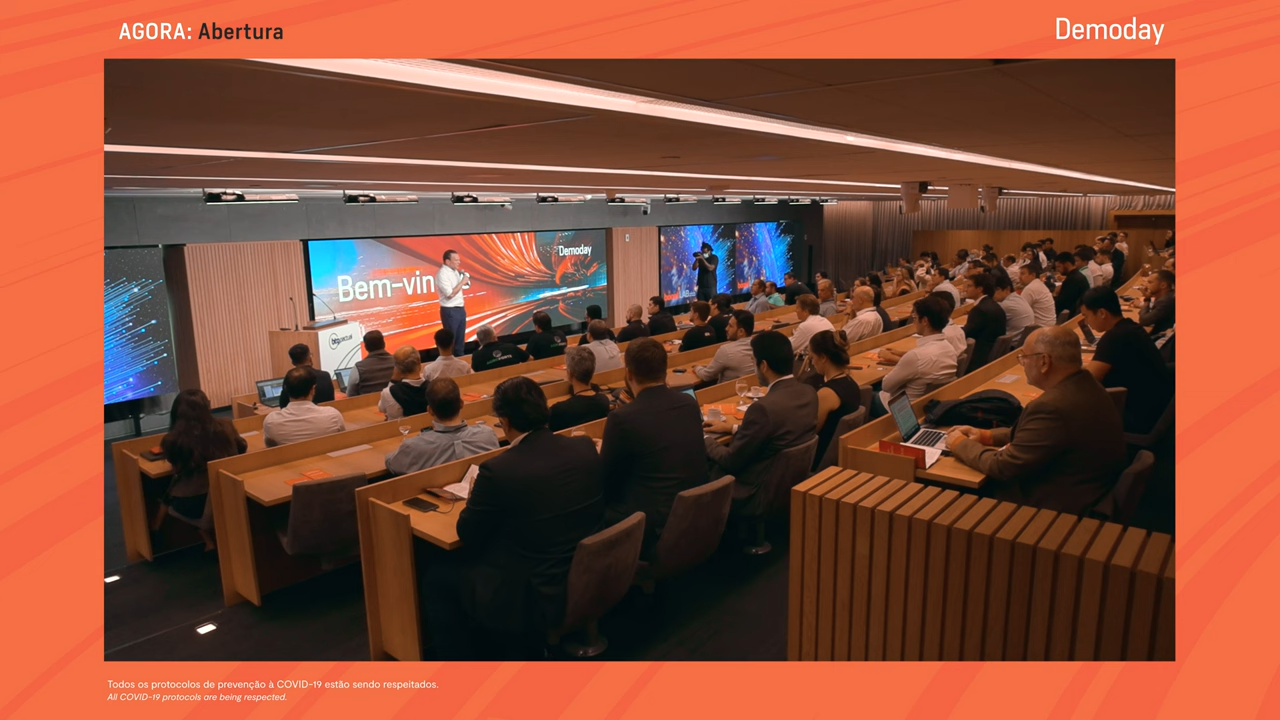 AGORA: Abertura
Demoday
Demoday
Bem-vin
Todos os protocolos de prevenção à COVID-19 estão sendo respeitados.
All COVID-19 protocols are being respected.